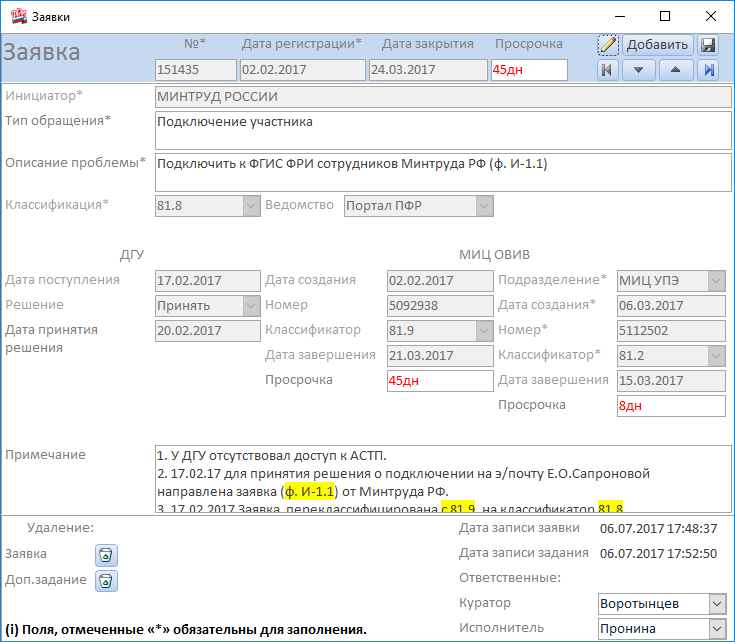 Заявки
Заявка
№* Дата регистрации* Дата закрытия Просрочка Добавить
151435 02.02.2017 24.03.2017 45дн
Инициатор* МИНТРУД РОССИИ
Тип обращения* Подключение участника
Описание проблемы* Подключить к ФГИС ФРИ сотрудников Минтруда РФ (ф. И-1.1)
Классификация* 81.8 Ведомство Портал ПФР
ДГУ МИЦ ОВИВ
Дата поступления 17.02.2017 Дата создания 02.02.2017 Подразделение* МИЦ УПЭ
Решение Принять Номер 5092938 Дата создания* 06.03.2017
Дата принятия решения 20.02.2017 Классификатор 81.9 Номер* 5112502
Дата завершения 21.03.2017 Классификатор* 81.2
Просрочка 45дн Дата завершения 15.03.2017
Просрочка 8дн
Примечание 1. У ДГУ отсутствовал доступ к АСТП.
2. 17.02.17 для принятия решения о подключении на э/почту Е.О.Сапроновой
направлена заявка (ф. И-1.1) от Минтруда РФ.
3. 17.02.2017 Заявка переклассифицирована с 81.9 на классификатор 81.8
Удаление: Дата записи заявки 06.07.2017 17:48:37
Заявка Дата записи задания 06.07.2017 17:52:50
Доп.задание Ответственные:
Куратор Воротынцев
(i) Поля, отмеченные «*» обязательны для заполнения. Исполнитель Пронина